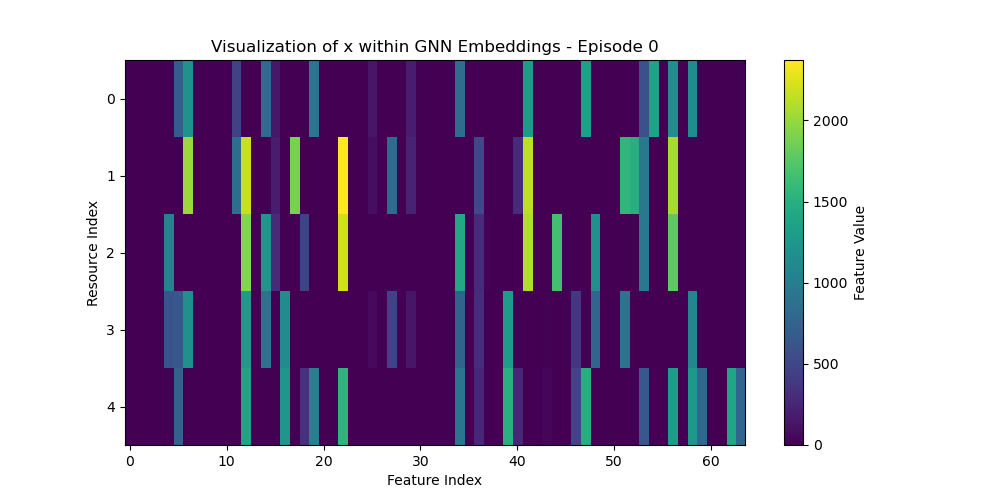 Visualization of x within GNN Embeddings - Episode 0
Resource Index
0
1
2
3
4
0 10 20 30 40 50 60
Feature Index
2000
1500
1000
500
0
Feature Value